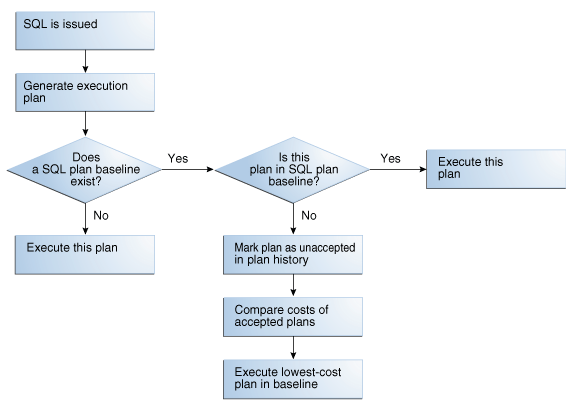 SQL is issued
Generate execution
plan
Does
a SQL plan baseline
exist?
Yes
Is this
plan in SQL plan
baseline?
Yes
Execute this
plan
No
Execute this plan
No
Mark plan as unaccepted
in plan history
Compare costs of
accepted plans
Execute lowest-cost
plan in baseline